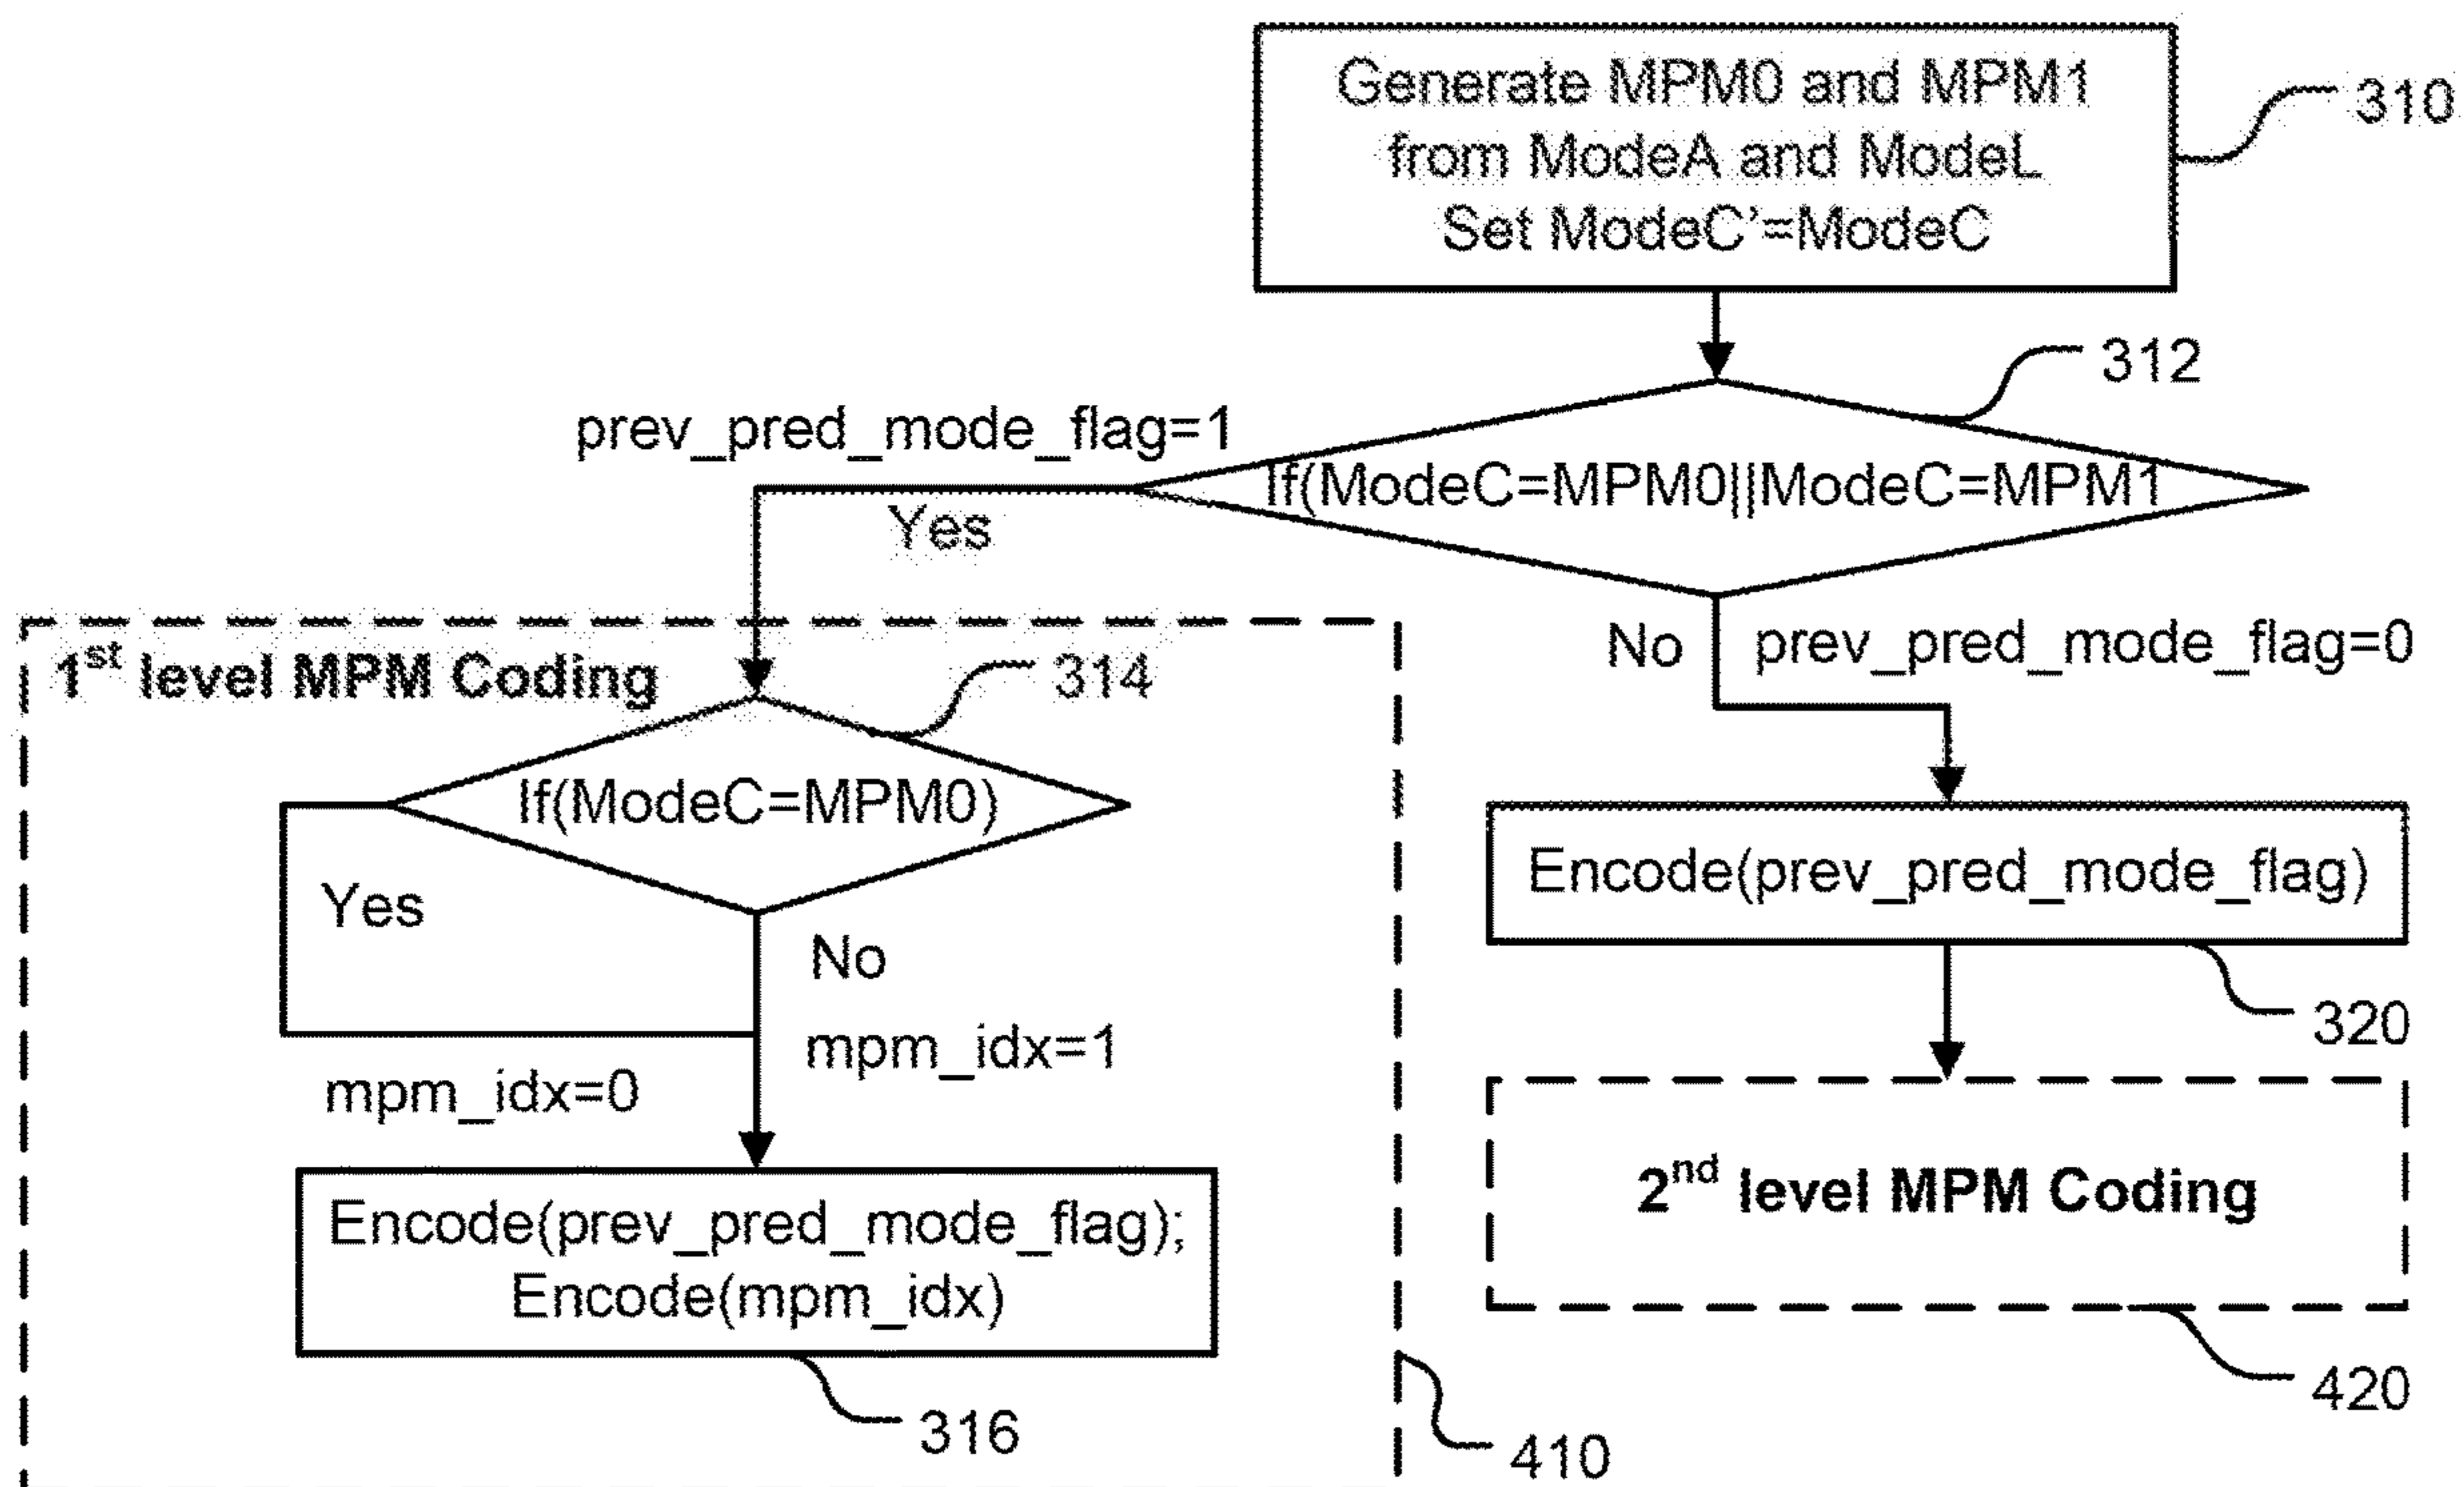 Generate MPM0 and MPM1
from ModeA and ModeL
Set ModeC'=ModeC
310
312
prev_pred_mode_flag=1
If(ModeC=MPM0||ModeC=MPM1
Yes
No
prev_pred_mode_flag=0
1st level MPM Coding
314
If(ModeC=MPM0)
Encode(prev_pred_mode_flag)
Yes
No
320
mpm_idx=1
mpm_idx=0
2nd level MPM Coding
Encode(prev_pred_mode_flag);
Encode(mpm_idx)
420
316
410